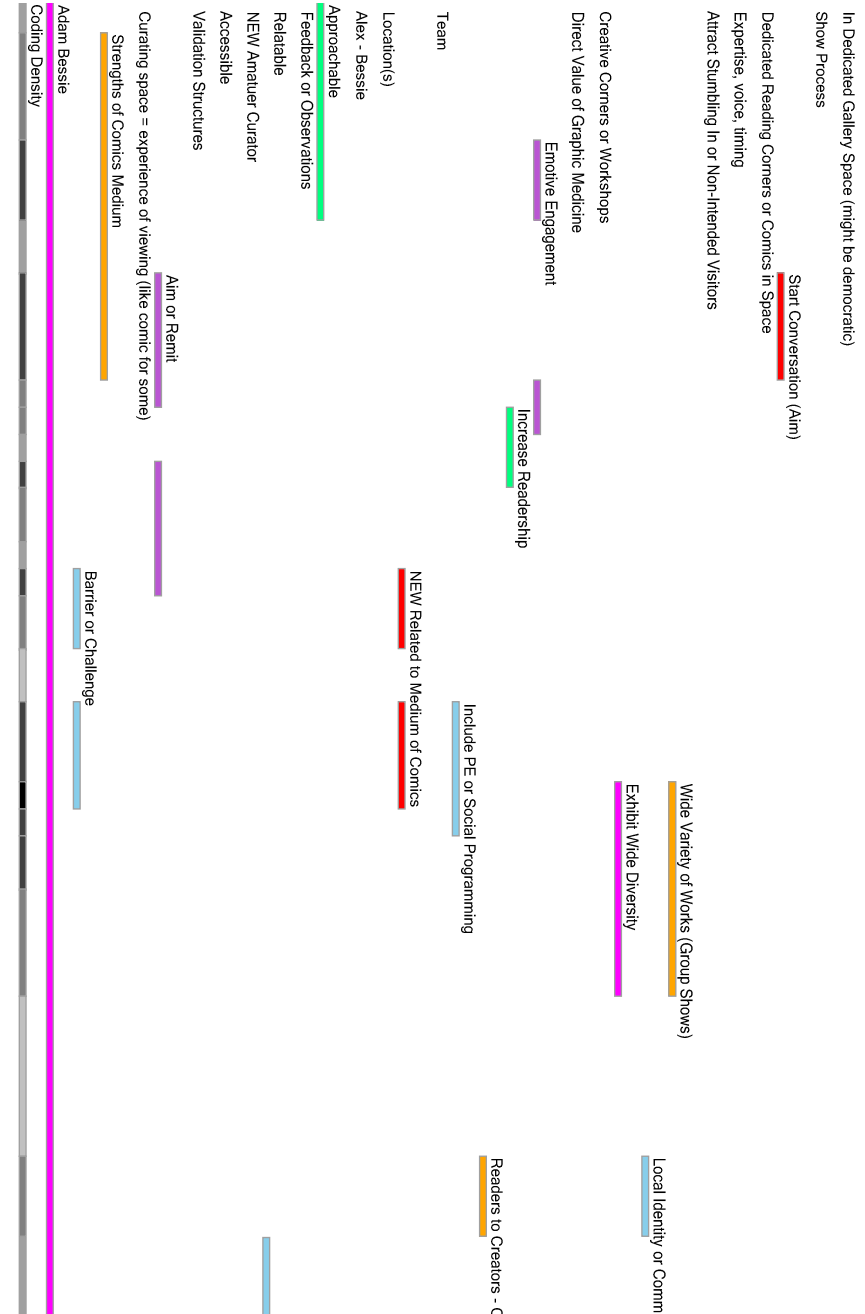 In Dedicated Gallery Space (might be democratic)
Show Process
Start Conversation (Aim)
Dedicated Reading Corners or Comics in Space
Expertise, voice, timing
Attract Stumbling In or Non-Intended Visitors
Wide Variety of Works (Group Shows)
Local Identity or Comm
Exhibit Wide Diversity
Creative Corners or Workshops
Direct Value of Graphic Medicine
Emotive Engagement
Increase Readership
Readers to Creators - C
Include PE or Social Programming
Team
NEW Related to Medium of Comics
Location(s)
Alex - Bessie
Approachable
Feedback or Observations
Relatable
NEW Amatuer Curator
Accessible
Validation Structures
Aim or Remit
Curating space = experience of viewing (like comic for some)
Strengths of Comics Medium
Barrier or Challenge
Adam Bessie
Coding Density